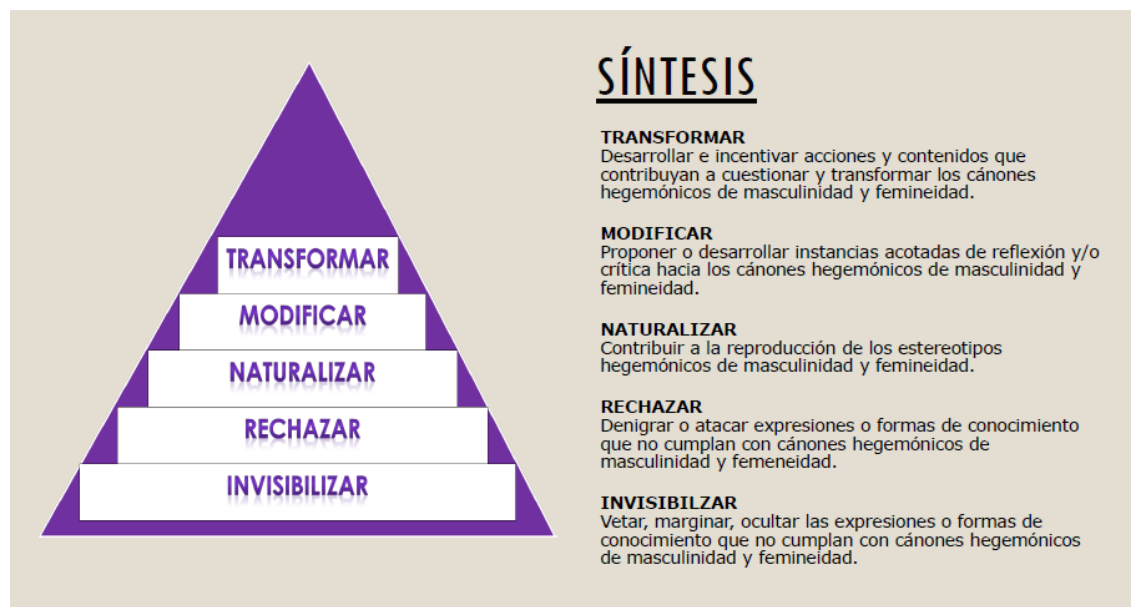 TRANSFORMAR
MODIFICAR
NATURALIZAR
RECHAZAR
INVISIBILIZAR
SÍNTESIS
TRANSFORMAR
Desarrollar e incentivar acciones y contenidos que
contribuyan a cuestionar y transformar los cánones
hegemónicos de masculinidad y femineidad.
MODIFICAR
Proponer o desarrollar instancias acotadas de reflexión y/o
crítica hacia los cánones hegemónicos de masculinidad y
femineidad.
NATURALIZAR
Contribuir a la reproducción de los estereotipos
hegemónicos de masculinidad y femineidad.
RECHAZAR
Denigrar o atacar expresiones o formas de conocimiento
que no cumplan con cánones hegemónicos de
masculinidad y femeneidad.
INVISIBILZAR
Vetar, marginar, ocultar las expresiones o formas de
conocimiento que no cumplan con cánones hegemónicos
de masculinidad y femineidad.